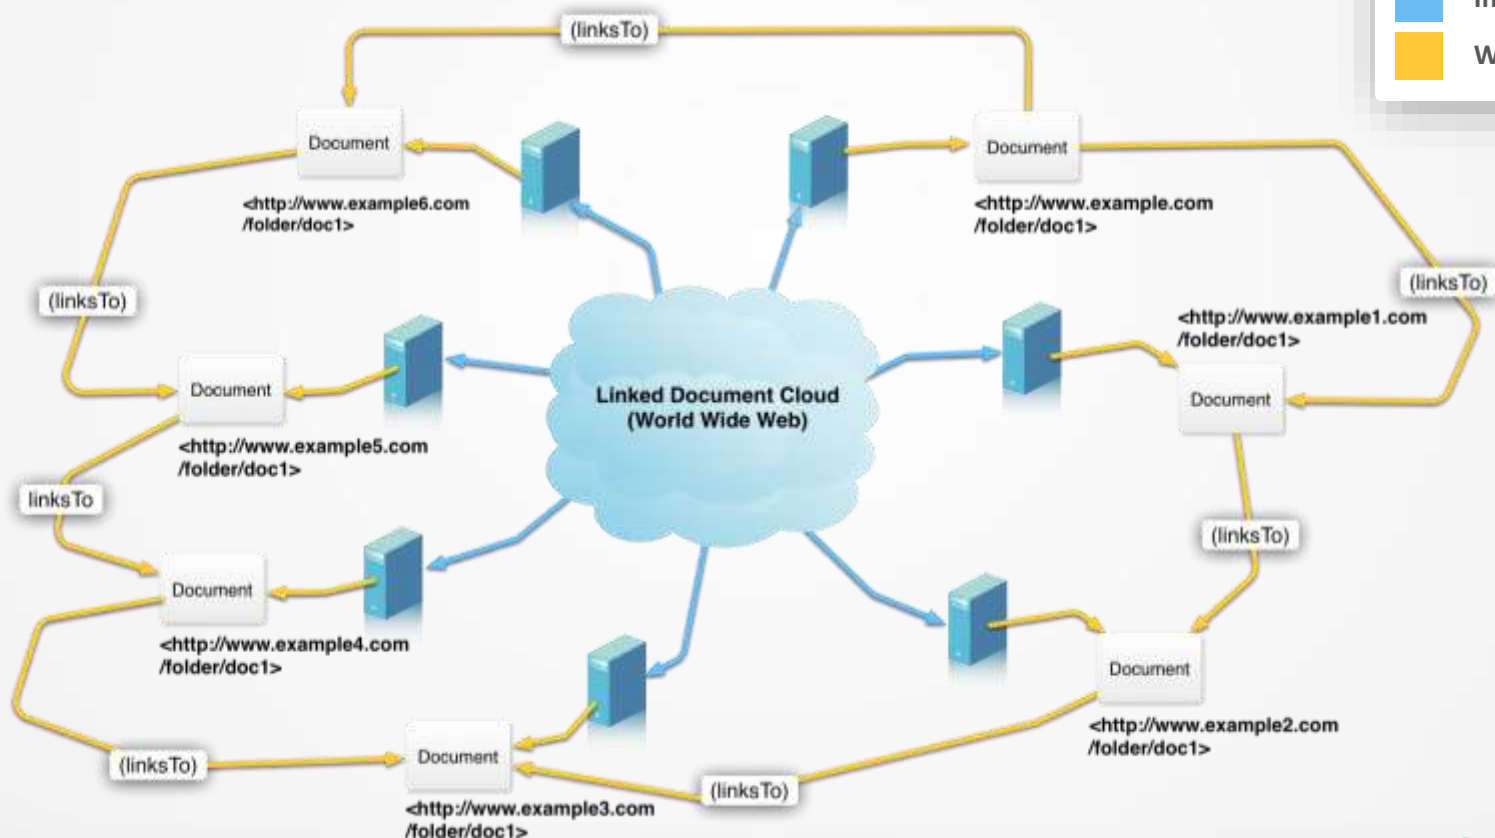 (linksTo)
Document
<http://www.example6.com
/folder/doc1>
Document
<http://www.example.com
/folder/doc1>
(linksTo)
(linksTo)
<http://www.example1.com
/folder/doc1>
Document
Document
<http://www.example5.com
/folder/doc1>
Linked Document Cloud
(World Wide Web)
linksTo
(linksTo)
Document
<http://www.example4.com
/folder/doc1>
Document
<http://www.example2.com
/folder/doc1>
(linksTo)
Document
<http://www.example3.com
/folder/doc1>
(linksTo)